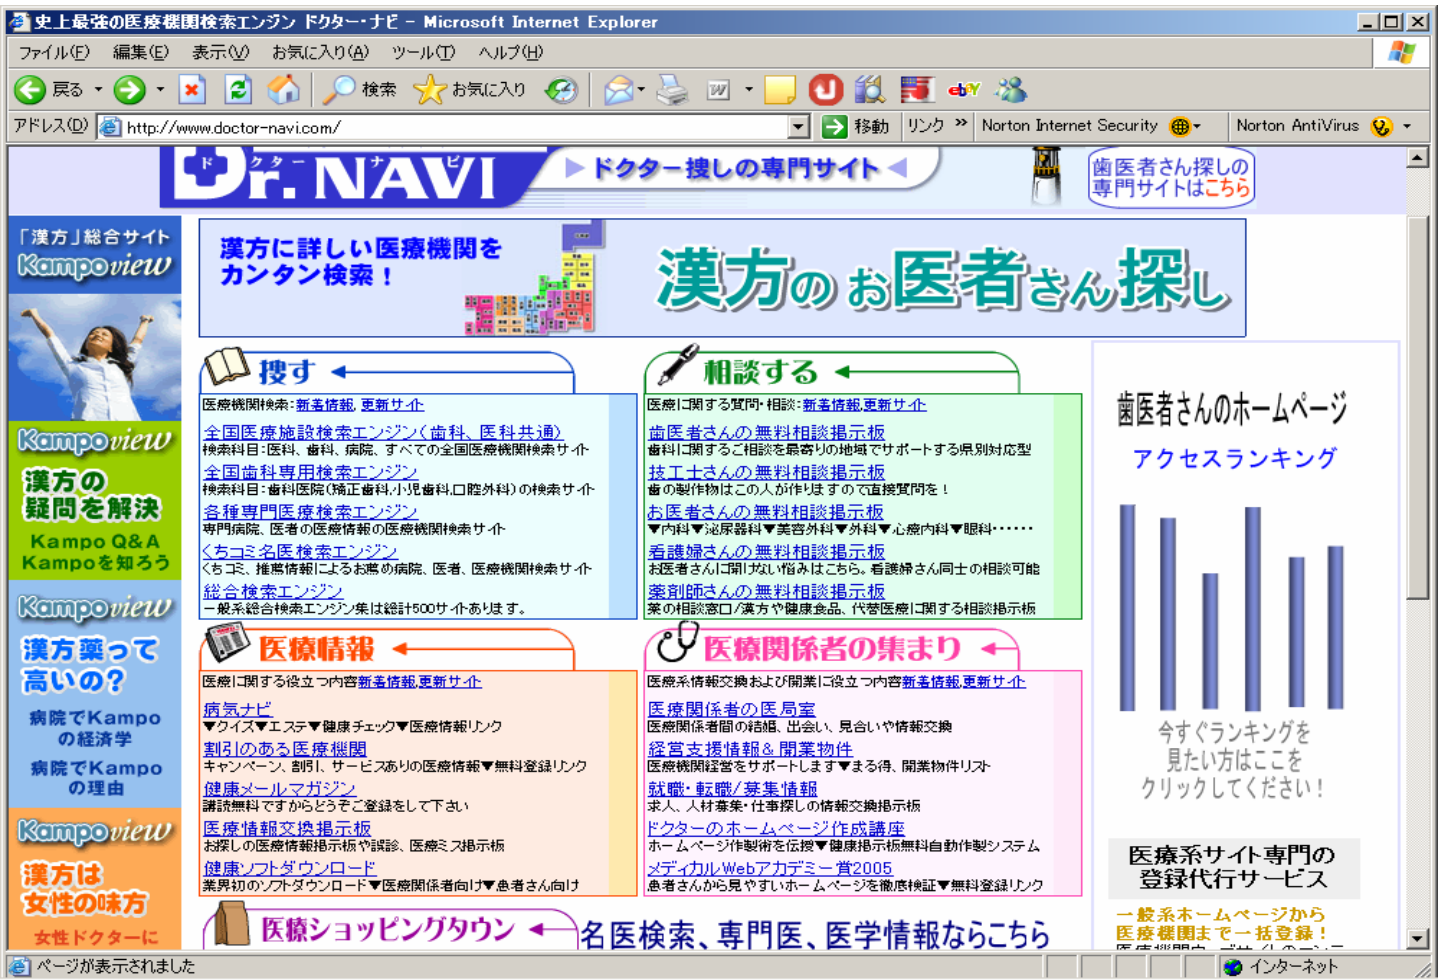 史上最強の医療機関検索エンジン ドクター・ナビ - Microsoft Internet Explorer
ファイル(F) 編集(E) 表示(V) お気に入り(A) ツール(T) ヘルプ(H)
戻る 検索 お気に入り
アドレス(D) http://www.doctor-navi.com/ 移動 リンク » Norton Internet Security Norton AntiVirus
ドクターナビ
Dr. NAVI
ドクター捜しの専門サイト
歯医者さん探しの
専門サイトはこちら
「漢方」総合サイト
Kampoview
漢方に詳しい医療機関を
カンタン検索！
漢方のお医者さん探し
Kampoview
漢方の
疑問を解決
Kampo Q&A
Kampoを知ろう
Kampoview
漢方薬って
高いの？
病院でKampo
の経済学
病院でKampo
の理由
Kampoview
漢方は
女性の味方
女性ドクターに
捜す
医療機関検索：新着情報, 更新サイト
全国医療施設検索エンジン（歯科、医科共通）
検索科目：医科、歯科、病院、すべての全国医療機関検索サイト
全国歯科専用検索エンジン
検索科目：歯科医院（矯正歯科,小児歯科,口腔外科）の検索サイト
各種専門医療検索エンジン
専門病院、医者の医療情報の医療機関検索サイト
くちコミ名医検索エンジン
くちコミ、推薦情報によるお薦め病院、医者、医療機関検索サイト
総合検索エンジン
一般系総合検索エンジン集は総計500サイトあります。
相談する
医療に関する質問・相談：新着情報,更新サイト
歯医者さんの無料相談掲示板
歯科に関するご相談を最寄りの地域でサポートする県別対応型
技工士さんの無料相談掲示板
歯の製作物はこの人が作りますので直接質問を！
お医者さんの無料相談掲示板
▼内科▼泌尿器科▼美容外科▼外科▼心療内科▼眼科・・・・・・
看護婦さんの無料相談掲示板
お医者さんに聞けない悩みはこちら。看護婦さん同士の相談可能
薬剤師さんの無料相談掲示板
薬の相談窓口/漢方や健康食品、代替医療に関する相談掲示板
医療情報
医療に関する役立つ内容新着情報,更新サイト
病気ナビ
▼クイズ▼エステ▼健康チェック▼医療情報リンク
割引のある医療機関
キャンペーン、割引、サービスありの医療情報▼無料登録リンク
健康メールマガジン
購読無料ですからどうぞご登録をして下さい
医療情報交換掲示板
お探しの医療情報掲示板や誤診、医療ミス掲示板
健康ソフトダウンロード
業界初のソフトダウンロード▼医療関係者向け▼患者さん向け
医療関係者の集まり
医療系情報交換および開業に役立つ内容新着情報,更新サイト
医療関係者の医局室
医療関係者間の結婚、出会い、見合いや情報交換
経営支援情報＆開業物件
医療機関経営をサポートします▼まる得、開業物件リスト
就職・転職/募集情報
求人、人材募集・仕事探しの情報交換掲示板
ドクターのホームページ作成講座
ホームページ作製術を伝授▼健康掲示板無料自動作製システム
メディカルWebアカデミー賞2005
患者さんから見やすいホームページを徹底検証▼無料登録リンク
医療ショッピングタウン
名医検索、専門医、医学情報ならこちら
歯医者さんのホームページ
アクセスランキング
今すぐランキングを
見たい方はここを
クリックしてください！
医療系サイト専門の
登録代行サービス
一般系ホームページから
医療機関まで一括登録！
ページが表示されました
インターネット